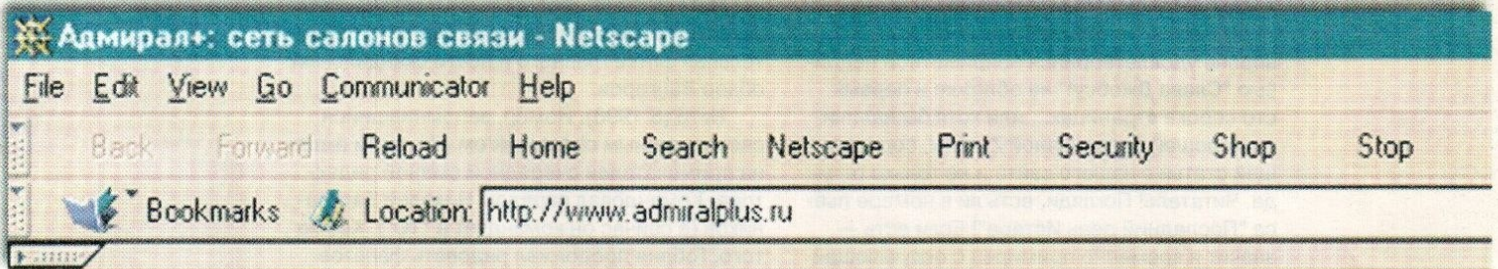 Адмирал+: сеть салонов связи - Netscape
File Edit View Go Communicator Help
Back Forward Reload Home Search Netscape Print Security Shop Stop
Bookmarks Location: http://www.admiralplus.ru